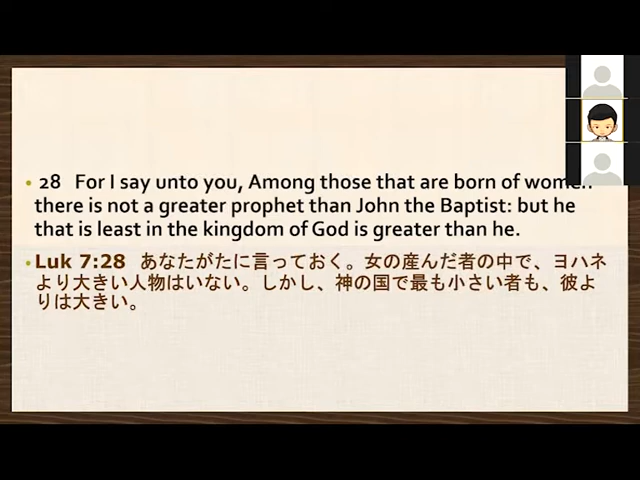 28 For I say unto you, Among those that are born of women
there is not a greater prophet than John the Baptist: but he
that is least in the kingdom of God is greater than he.
Luk 7:28 あなたがたに言っておく。女の産んだ者の中で、ヨハネ
より大きい人物はいない。しかし、神の国で最も小さい者も、彼よ
りは大きい。